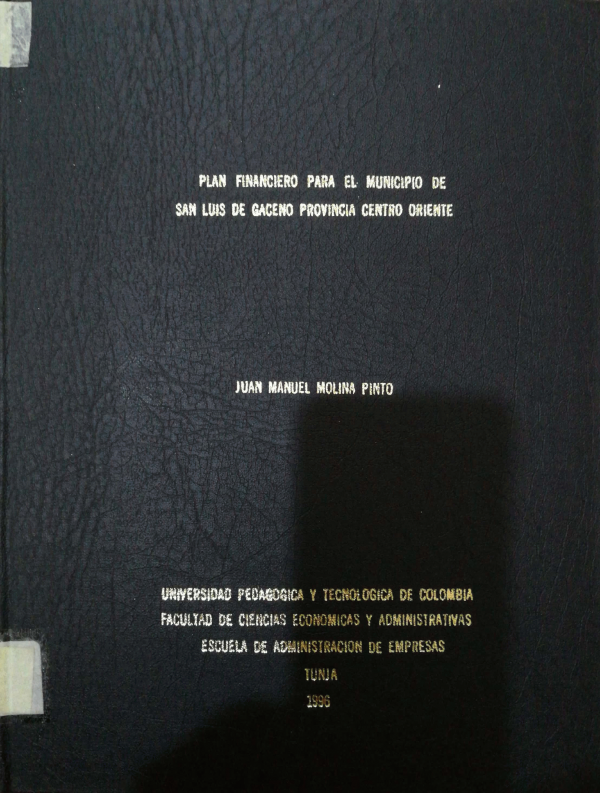 PLAN FINANCIERO PARA EL MUNICIPIO DE
SAN LUIS DE GACENO PROVINCIA CENTRO ORIENTE
JUAN MANUEL MOLINA PINTO
UNIVERSIDAD PEDAGOGICA Y TECNOLOGICA DE COLOMBIA
FACULTAD DE CIENCIAS ECONOMICAS Y ADMINISTRATIVAS
ESCUELA DE ADMINISTRACION DE EMPRESAS
TUNJA
1996